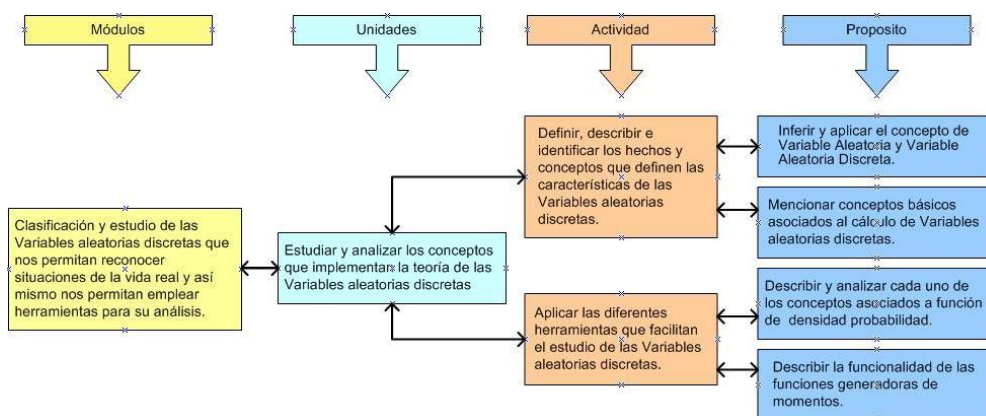 Módulos
Unidades
Actividad
Proposito
Clasificación y estudio de las
Variables aleatorias discretas que
nos permitan reconocer
situaciones de la vida real y así
mismo nos permitan emplear
herramientas para su análisis.
Estudiar y analizar los conceptos
que implementan la teoría de las
Variables aleatorias discretas
Definir, describir e
identificar los hechos y
conceptos que definen las
características de las
Variables aleatorias
discretas.
Aplicar las diferentes
herramientas que facilitan
el estudio de las Variables
aleatorias discretas.
Inferir y aplicar el concepto de
Variable Aleatoria y Variable
Aleatoria Discreta.
Mencionar conceptos básicos
asociados al cálculo de Variables
aleatorias discretas.
Describir y analizar cada uno de
los conceptos asociados a función
de densidad probabilidad.
Describir la funcionalidad de las
funciones generadoras de
momentos.